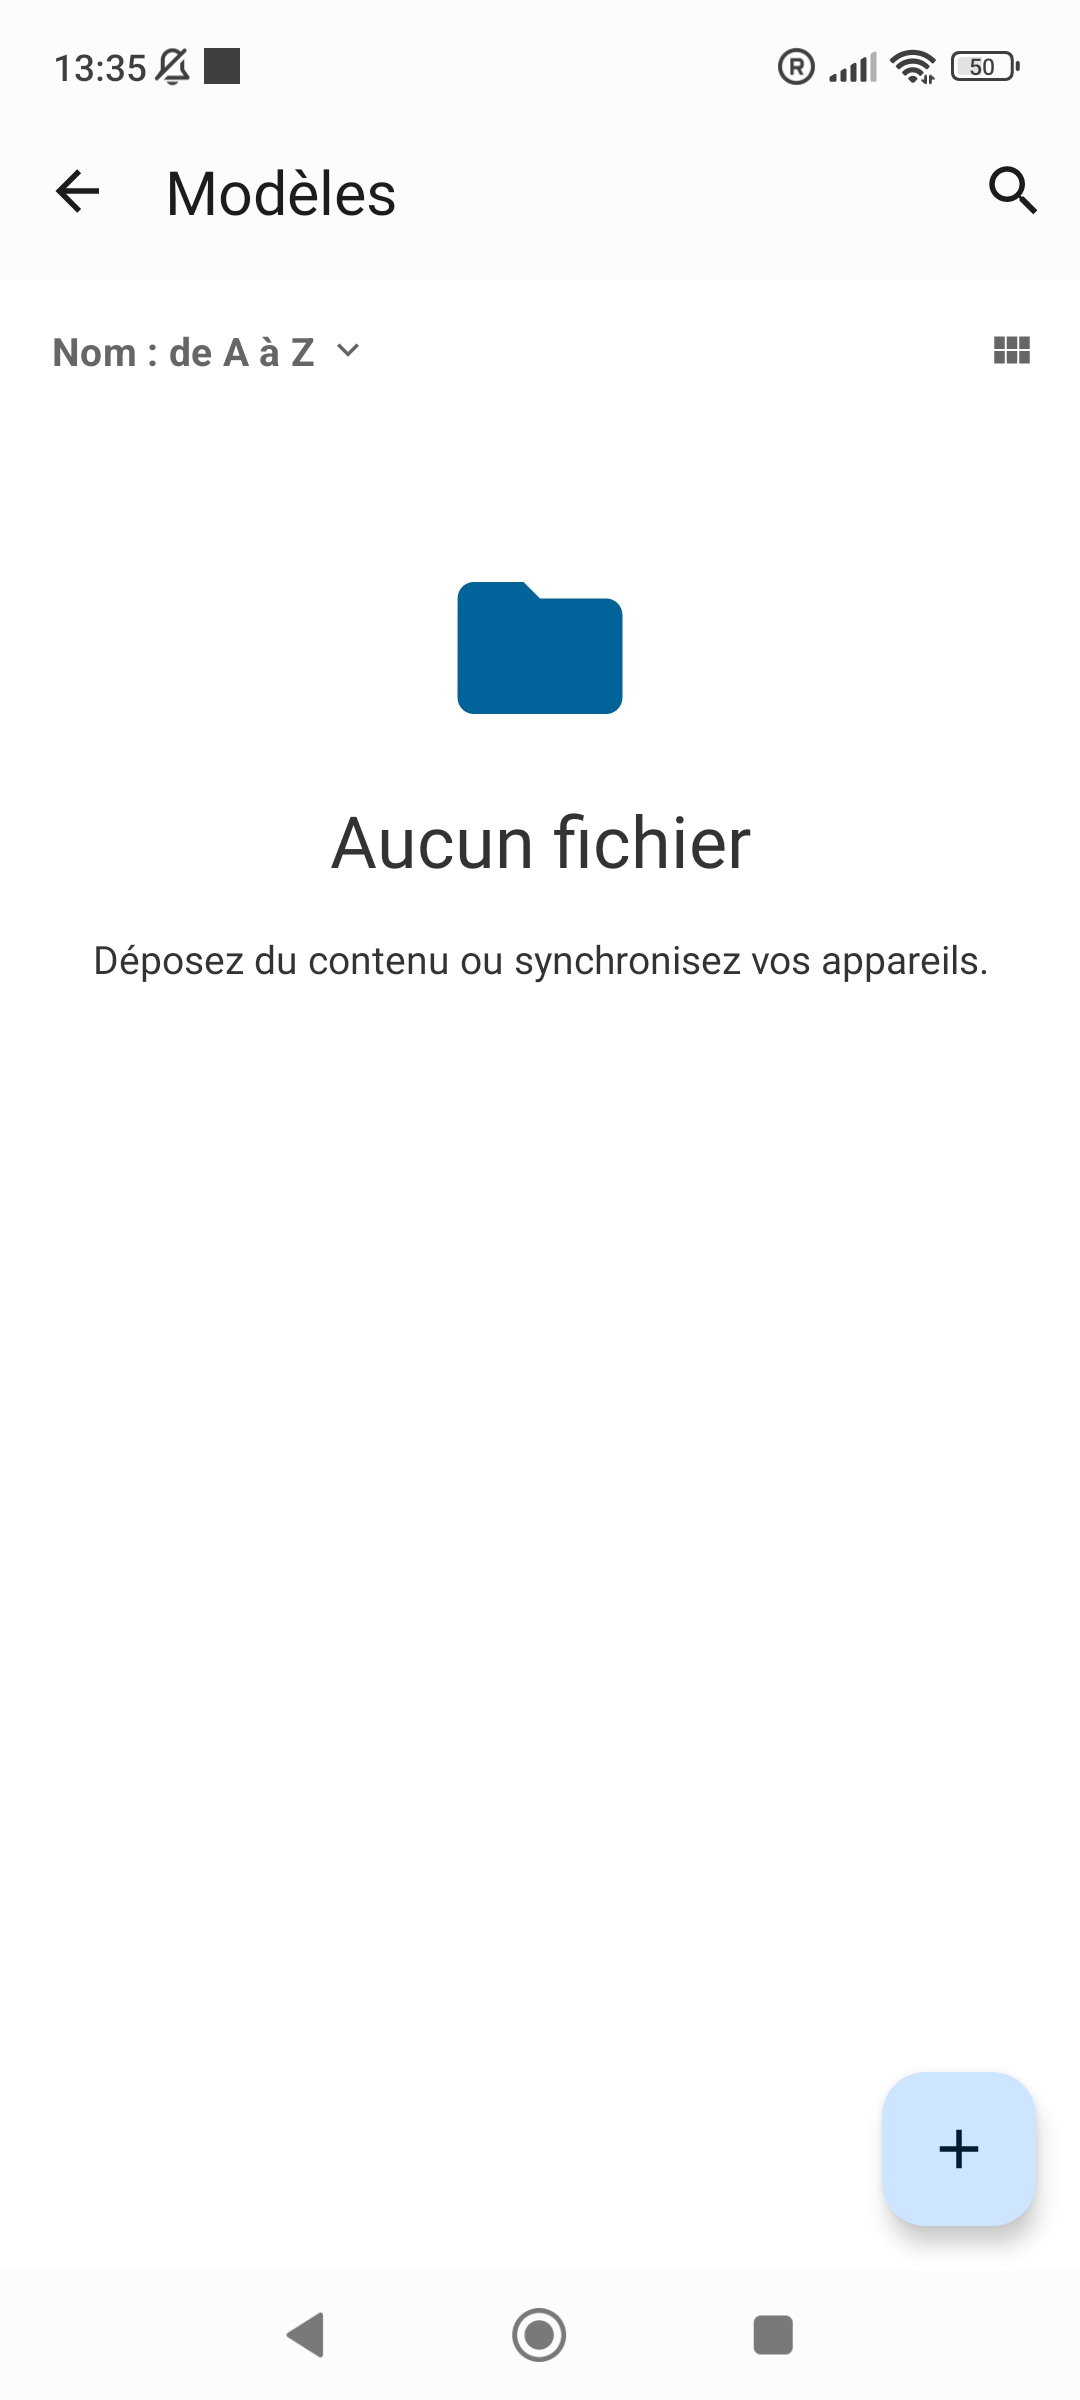 13:35
R
50
Modèles
Nom : de A à Z
Aucun fichier
Déposez du contenu ou synchronisez vos appareils.